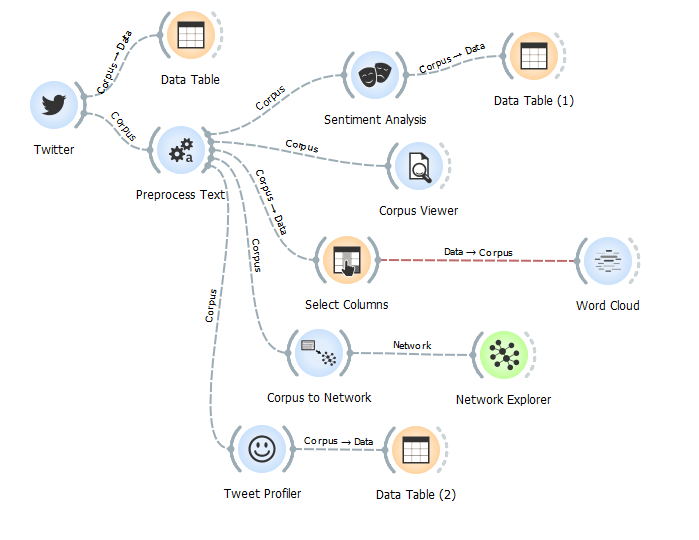 Corpus → Data
Data Table
Twitter
Corpus
Preprocess Text
a
Corpus
Sentiment Analysis
Corpus → Data
Data Table (1)
Corpus
Corpus Viewer
Corpus → Data
Select Columns
Data → Corpus
Word Cloud
Corpus
Corpus to Network
Network
Network Explorer
Corpus
Tweet Profiler
Corpus → Data
Data Table (2)